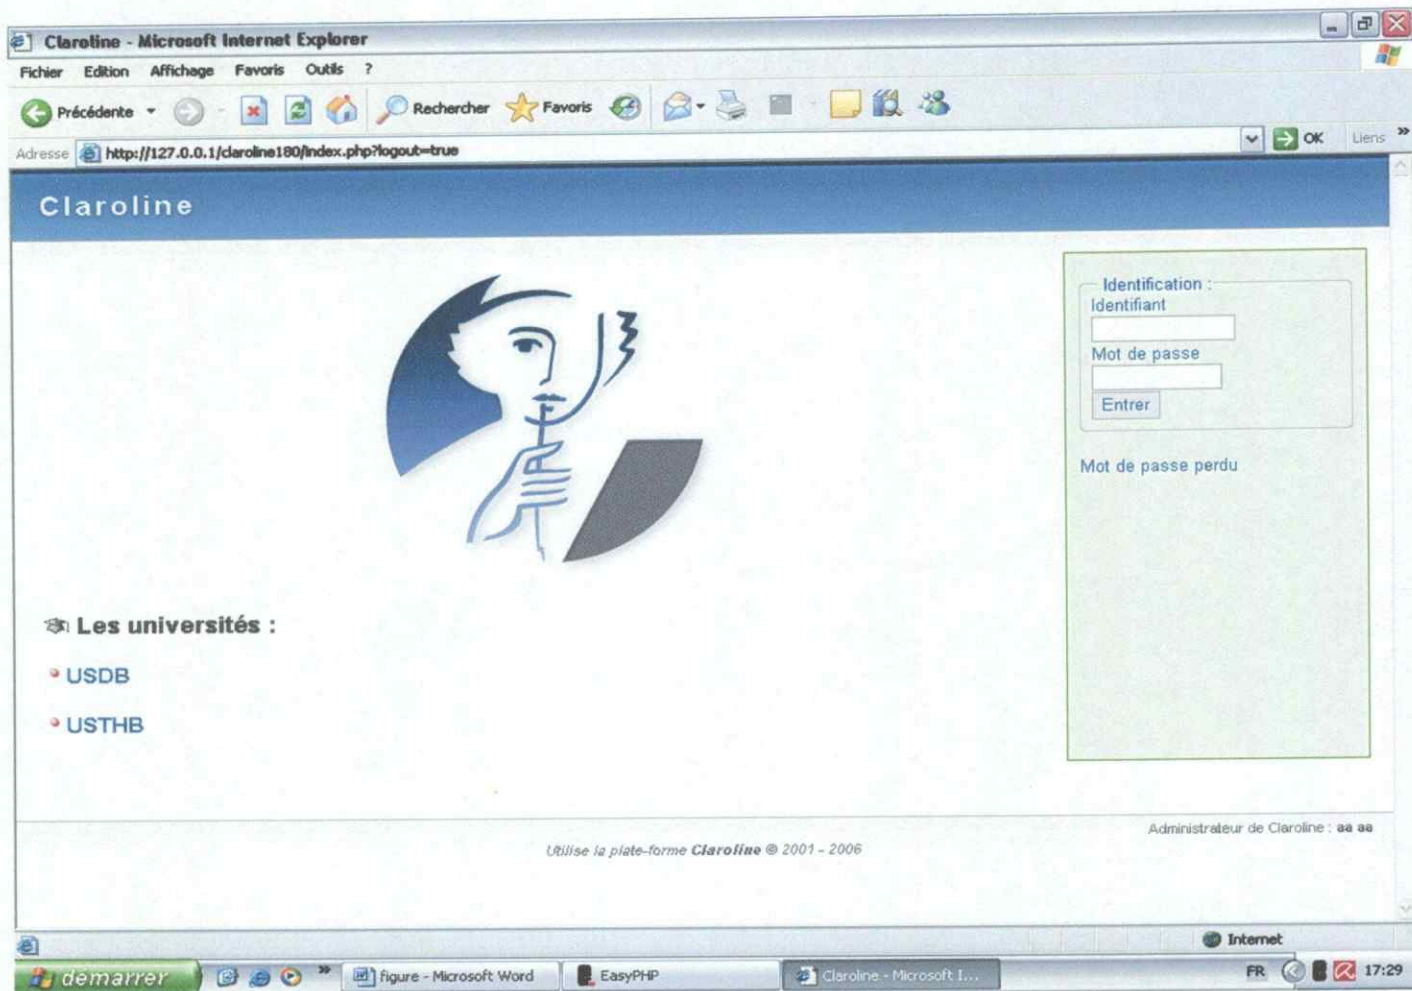 Claroline - Microsoft Internet Explorer
Fichier Edition Affichage Favoris Outils ?
Précédente Rechercher Favoris
Adresse http://127.0.0.1/claroline180/index.php?logout=true OK Liens »
Claroline
Identification :
Identifiant
Mot de passe
Entrer
Mot de passe perdu
Les universités :
USDB
USTHB
Administrateur de Claroline : aa aa
Utilise la plate-forme Claroline © 2001 - 2006
Internet
démarrer » figure - Microsoft Word EasyPHP Claroline - Microsoft I... FR 17:29